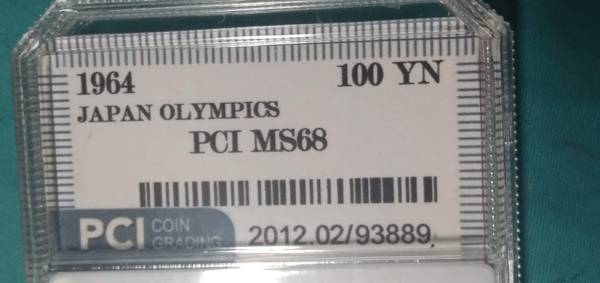 1964 100 YN
JAPAN OLYMPICS
PCI MS68
PCI COIN GRADING 2012.02/93889